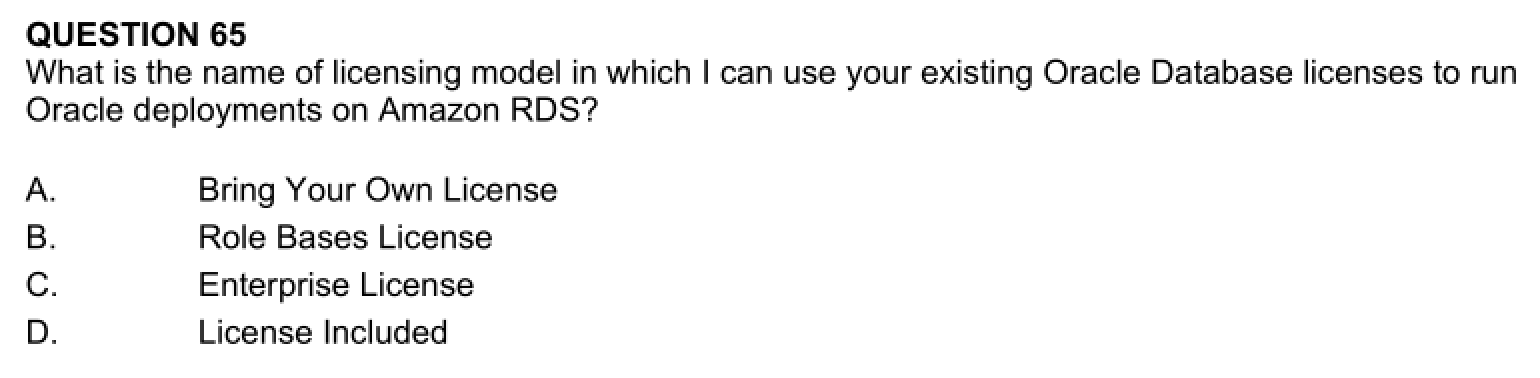 QUESTION 65
What is the name of licensing model in which I can use your existing Oracle Database licenses to run
Oracle deployments on Amazon RDS?
A. Bring Your Own License
B. Role Bases License
C. Enterprise License
D. License Included